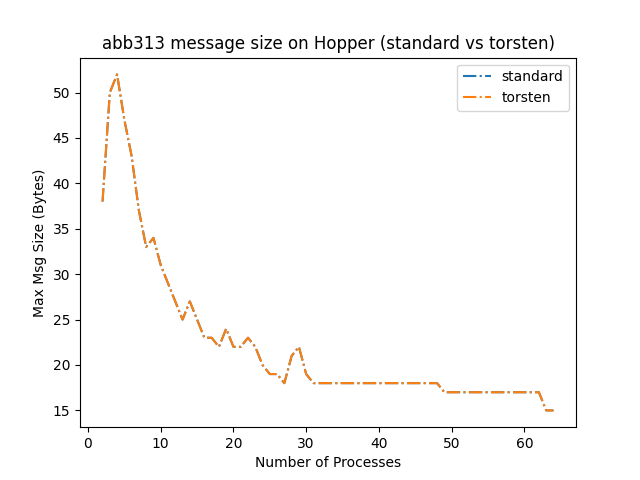 abb313 message size on Hopper (standard vs torsten)
standard
torsten
Max Msg Size (Bytes)
50
45
40
35
30
25
20
15
0 10 20 30 40 50 60
Number of Processes